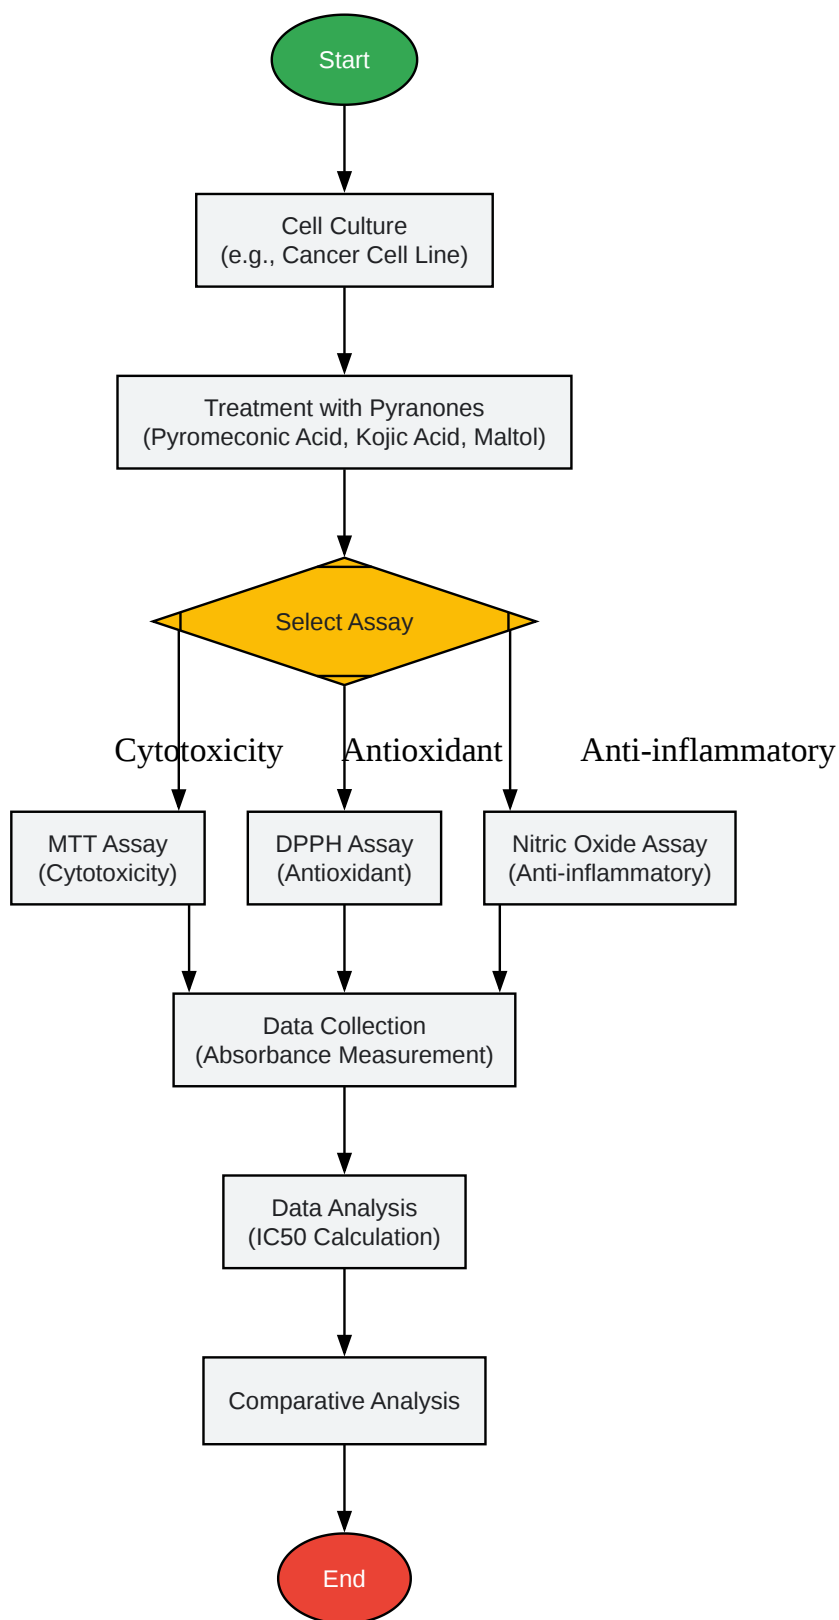 Start
Cell Culture
(e.g., Cancer Cell Line)
Treatment with Pyranones
(Pyromeconic Acid, Kojic Acid, Maltol)
Select Assay
Cytotoxicity
Antioxidant
Anti-inflammatory
MTT Assay
(Cytotoxicity)
DPPH Assay
(Antioxidant)
Nitric Oxide Assay
(Anti-inflammatory)
Data Collection
(Absorbance Measurement)
Data Analysis
(IC50 Calculation)
Comparative Analysis
End